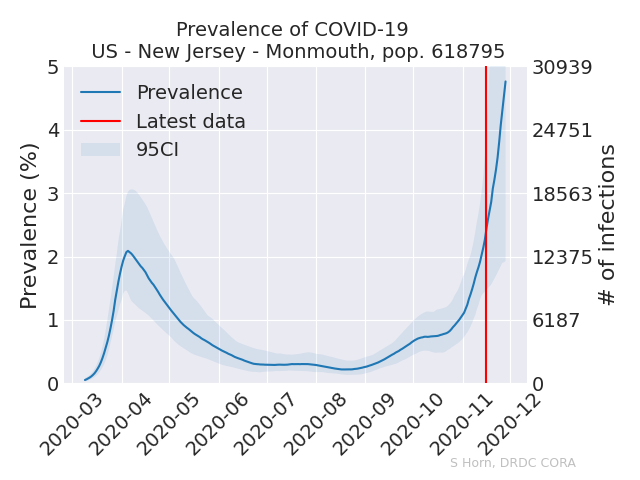 Prevalence of COVID-19
US - New Jersey - Monmouth, pop. 618795
Prevalence
Latest data
95CI
Prevalence (%)
5
4
3
2
1
0
30939
24751
18563
12375
6187
0
# of infections
2020-03
2020-04
2020-05
2020-06
2020-07
2020-08
2020-09
2020-10
2020-11
2020-12
S Horn, DRDC CORA